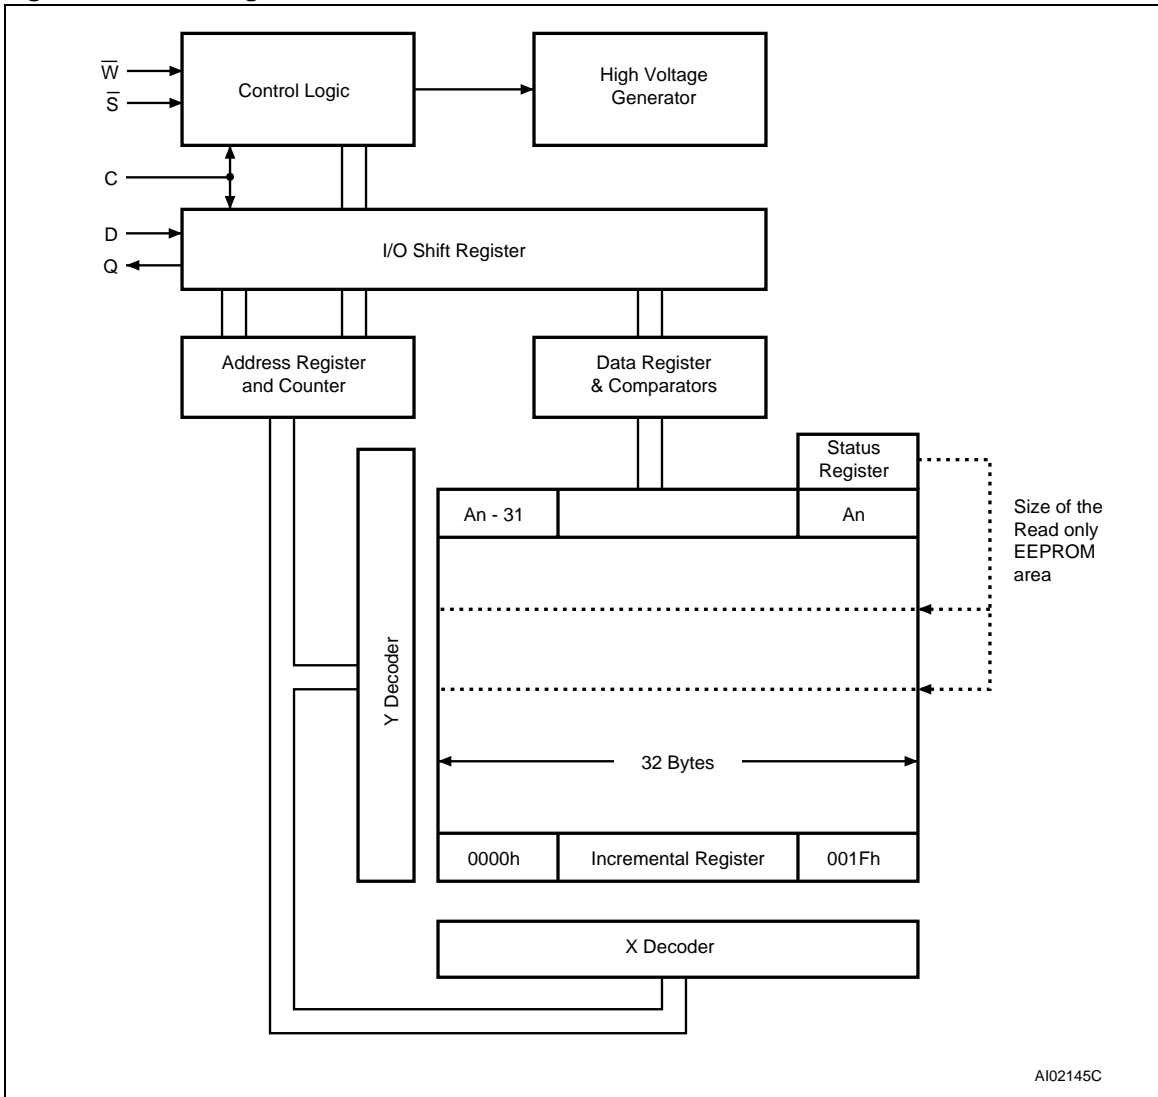 W̅
S̅
Control Logic
High Voltage
Generator
C
D
Q
I/O Shift Register
Address Register
and Counter
Data Register
& Comparators
Status
Register
An - 31
An
Size of the
Read only
EEPROM
area
Y Decoder
32 Bytes
0000h
Incremental Register
001Fh
X Decoder
AI02145C